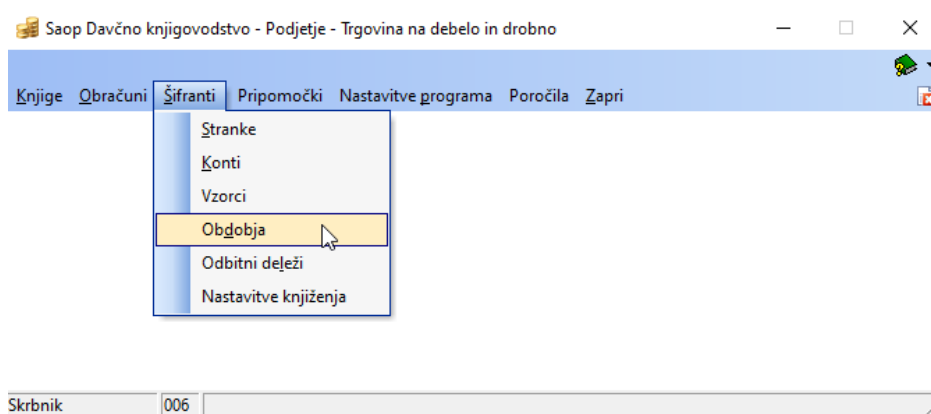 Saop Davčno knjigovodstvo - Podjetje - Trgovina na debelo in drobno
Knjige Obračuni Šifranti Pripomočki Nastavitve programa Poročila Zapri
Stranke
Konti
Vzorci
Obdobja
Odbitni deleži
Nastavitve knjiženja
Skrbnik 006